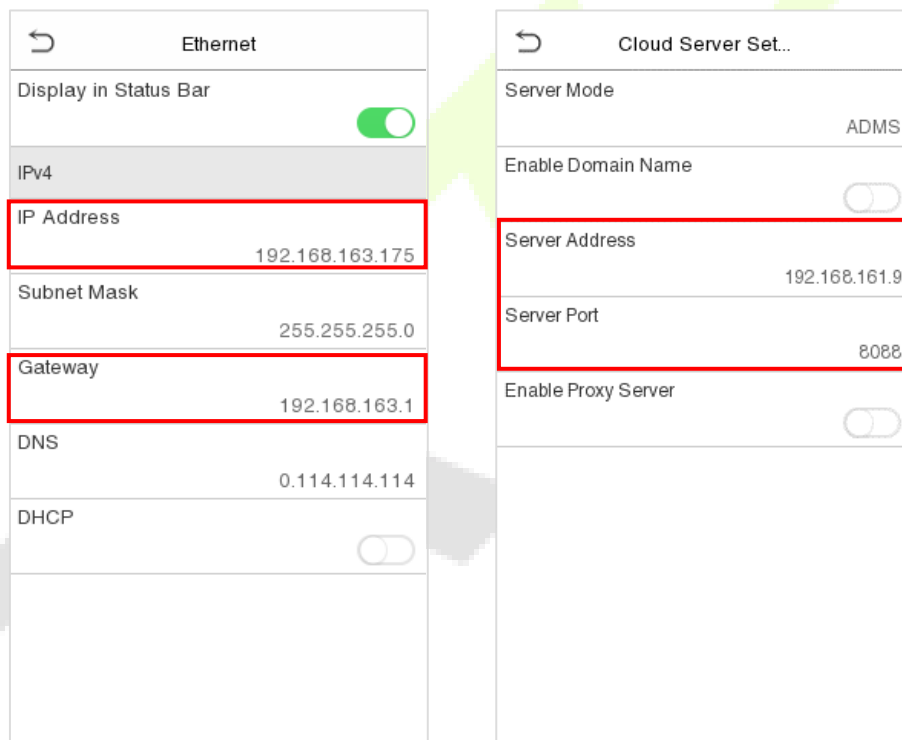 Ethernet
Display in Status Bar
IPv4
IP Address
192.168.163.175
Subnet Mask
255.255.255.0
Gateway
192.168.163.1
DNS
0.114.114.114
DHCP
Cloud Server Set...
Server Mode
ADMS
Enable Domain Name
Server Address
192.168.161.9
Server Port
8088
Enable Proxy Server